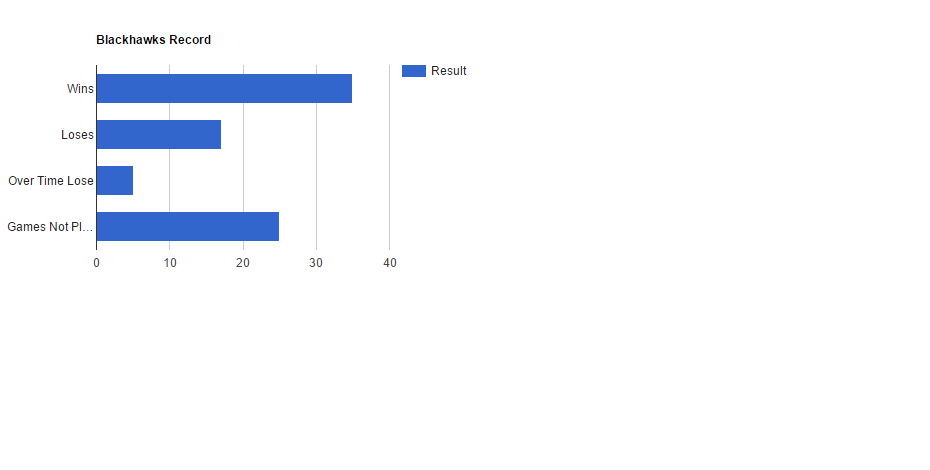 Blackhawks Record
Result
Wins
Loses
Over Time Lose
Games Not Pl...
0 10 20 30 40